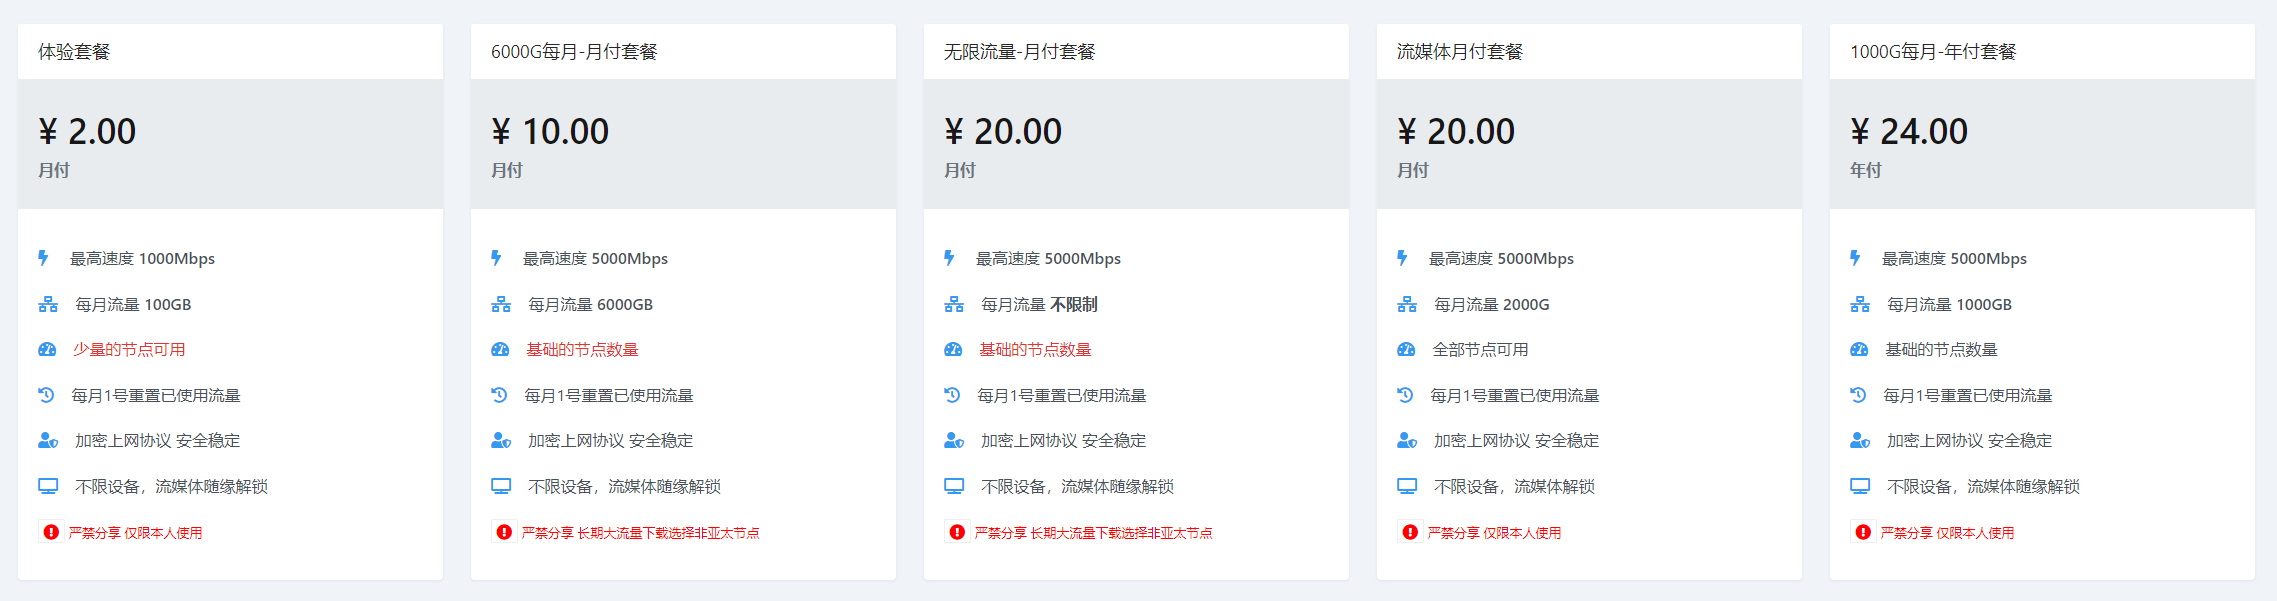 体验套餐
¥ 2.00
月付
最高速度 1000Mbps
每月流量 100GB
少量的节点可用
每月1号重置已使用流量
加密上网协议 安全稳定
不限设备，流媒体随缘解锁
严禁分享 仅限本人使用
6000G每月-月付套餐
¥ 10.00
月付
最高速度 5000Mbps
每月流量 6000GB
基础的节点数量
每月1号重置已使用流量
加密上网协议 安全稳定
不限设备，流媒体随缘解锁
严禁分享 长期大流量下载选择非亚太节点
无限流量-月付套餐
¥ 20.00
月付
最高速度 5000Mbps
每月流量 不限制
基础的节点数量
每月1号重置已使用流量
加密上网协议 安全稳定
不限设备，流媒体随缘解锁
严禁分享 长期大流量下载选择非亚太节点
流媒体月付套餐
¥ 20.00
月付
最高速度 5000Mbps
每月流量 2000G
全部节点可用
每月1号重置已使用流量
加密上网协议 安全稳定
不限设备，流媒体解锁
严禁分享 仅限本人使用
1000G每月-年付套餐
¥ 24.00
年付
最高速度 5000Mbps
每月流量 1000GB
基础的节点数量
每月1号重置已使用流量
加密上网协议 安全稳定
不限设备，流媒体随缘解锁
严禁分享 仅限本人使用